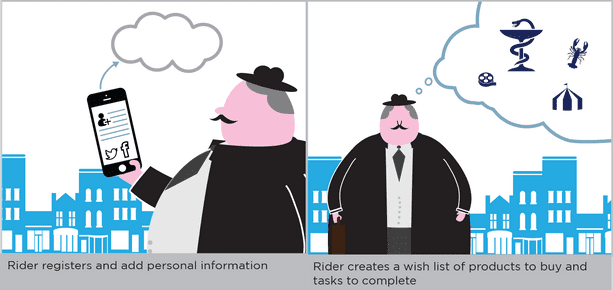 Rider registers and add personal information
Rider creates a wish list of products to buy and
tasks to complete